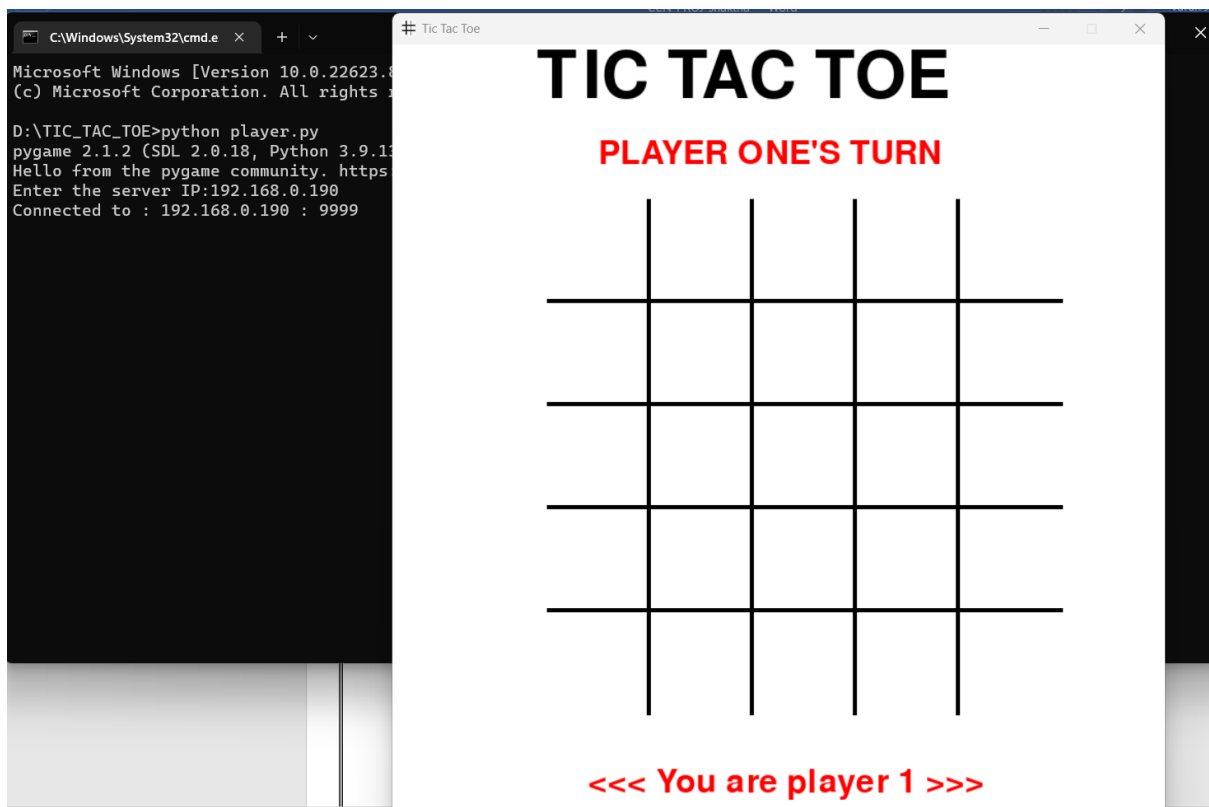 C:\Windows\System32\cmd.e
Microsoft Windows [Version 10.0.22623.
(c) Microsoft Corporation. All rights
D:\TIC_TAC_TOE>python player.py
pygame 2.1.2 (SDL 2.0.18, Python 3.9.13
Hello from the pygame community. https:
Enter the server IP:192.168.0.190
Connected to : 192.168.0.190 : 9999
Tic Tac Toe
TIC TAC TOE
PLAYER ONE'S TURN
<<< You are player 1 >>>